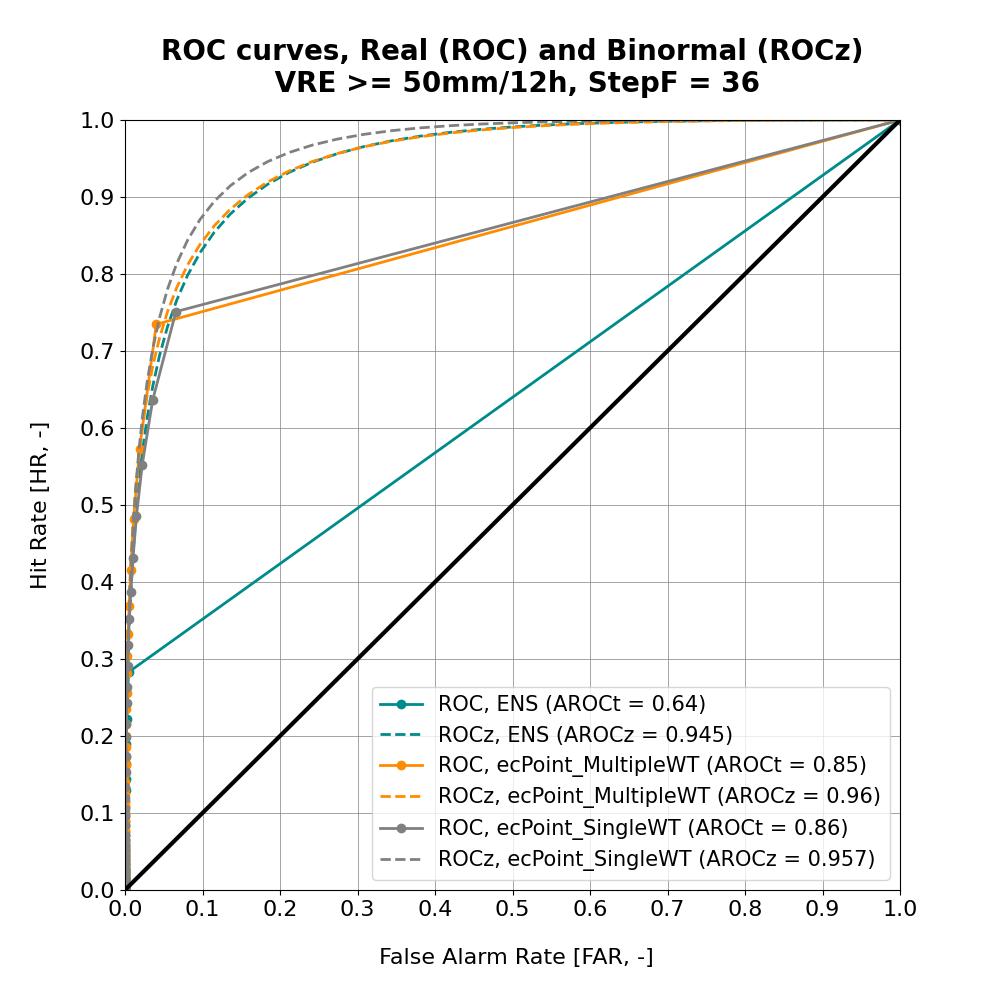 ROC curves, Real (ROC) and Binormal (ROCz)
VRE >= 50mm/12h, StepF = 36
1.0
0.9
0.8
0.7
0.6
0.5
0.4
0.3
0.2
0.1
0.0
Hit Rate [HR, -]
ROC, ENS (AROCt = 0.64)
ROCz, ENS (AROCz = 0.945)
ROC, ecPoint_MultipleWT (AROCt = 0.85)
ROCz, ecPoint_MultipleWT (AROCz = 0.96)
ROC, ecPoint_SingleWT (AROCt = 0.86)
ROCz, ecPoint_SingleWT (AROCz = 0.957)
0.0 0.1 0.2 0.3 0.4 0.5 0.6 0.7 0.8 0.9 1.0
False Alarm Rate [FAR, -]